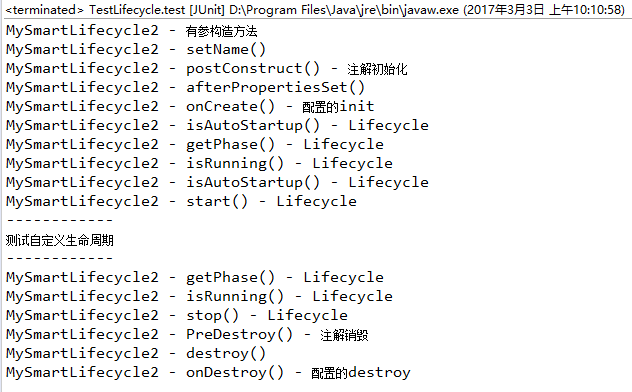 <terminated> TestLifecycle.test [JUnit] D:\Program Files\Java\jre\bin\javaw.exe (2017年3月3日 上午10:10:58)
MySmartLifecycle2 - 有参构造方法
MySmartLifecycle2 - setName()
MySmartLifecycle2 - postConstruct() - 注解初始化
MySmartLifecycle2 - afterPropertiesSet()
MySmartLifecycle2 - onCreate() - 配置的init
MySmartLifecycle2 - isAutoStartup() - Lifecycle
MySmartLifecycle2 - getPhase() - Lifecycle
MySmartLifecycle2 - isRunning() - Lifecycle
MySmartLifecycle2 - isAutoStartup() - Lifecycle
MySmartLifecycle2 - start() - Lifecycle
------------
测试自定义生命周期
------------
MySmartLifecycle2 - getPhase() - Lifecycle
MySmartLifecycle2 - isRunning() - Lifecycle
MySmartLifecycle2 - stop() - Lifecycle
MySmartLifecycle2 - PreDestroy() - 注解销毁
MySmartLifecycle2 - destroy()
MySmartLifecycle2 - onDestroy() - 配置的destroy